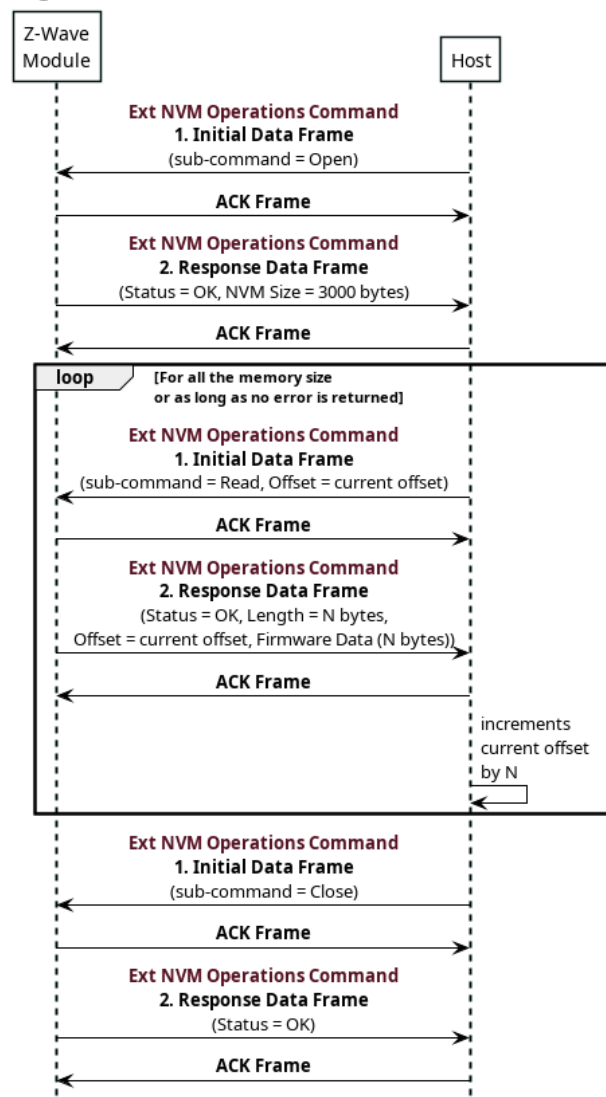 Z-Wave
Module
Host
Ext NVM Operations Command
1. Initial Data Frame
(sub-command = Open)
ACK Frame
Ext NVM Operations Command
2. Response Data Frame
(Status = OK, NVM Size = 3000 bytes)
ACK Frame
loop
[For all the memory size
or as long as no error is returned]
Ext NVM Operations Command
1. Initial Data Frame
(sub-command = Read, Offset = current offset)
ACK Frame
Ext NVM Operations Command
2. Response Data Frame
(Status = OK, Length = N bytes,
Offset = current offset, Firmware Data (N bytes))
ACK Frame
increments
current offset
by N
Ext NVM Operations Command
1. Initial Data Frame
(sub-command = Close)
ACK Frame
Ext NVM Operations Command
2. Response Data Frame
(Status = OK)
ACK Frame